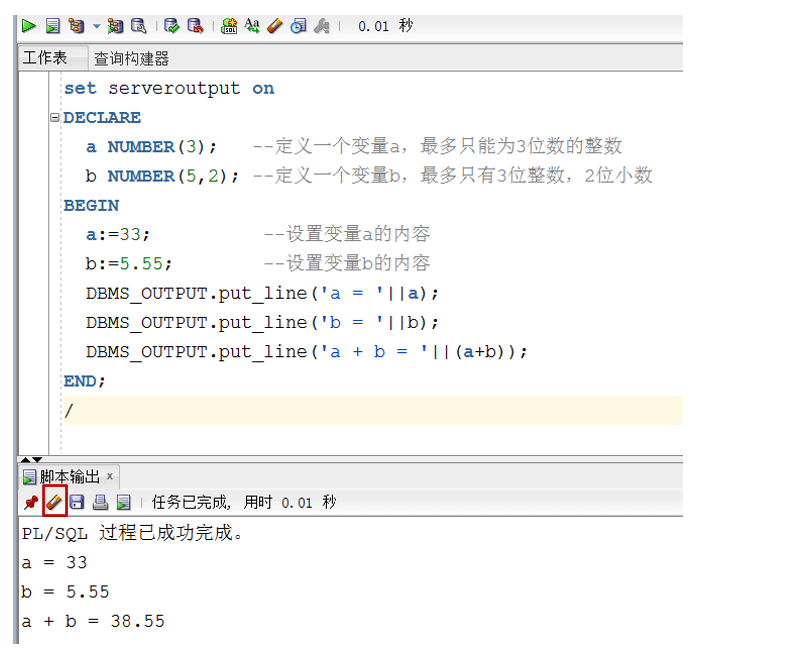 0.01 秒
工作表 查询构建器
set serveroutput on
DECLARE
  a NUMBER(3);   --定义一个变量a，最多只能为3位数的整数
  b NUMBER(5,2); --定义一个变量b，最多只有3位整数，2位小数
BEGIN
  a:=33;          --设置变量a的内容
  b:=5.55;        --设置变量b的内容
  DBMS_OUTPUT.put_line('a = '||a);
  DBMS_OUTPUT.put_line('b = '||b);
  DBMS_OUTPUT.put_line('a + b = '||(a+b));
END;
/
脚本输出 ×
任务已完成, 用时 0.01 秒
PL/SQL 过程已成功完成。
a = 33
b = 5.55
a + b = 38.55